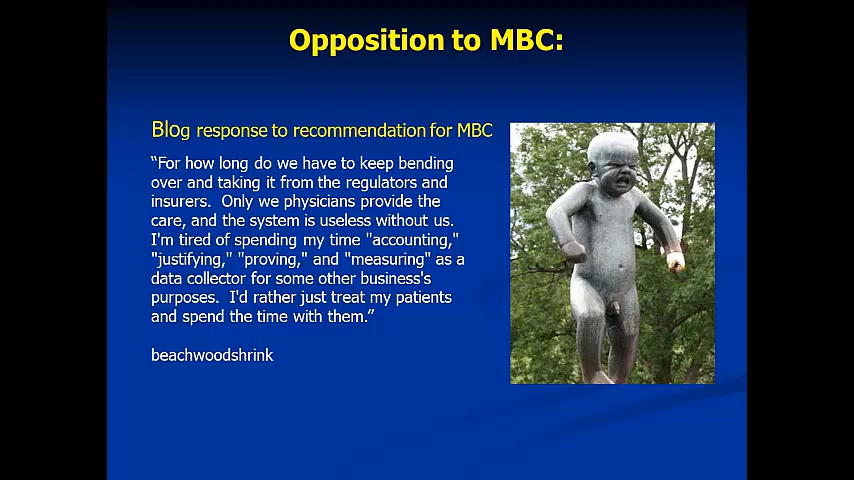 Opposition to MBC:
Blog response to recommendation for MBC
“For how long do we have to keep bending
over and taking it from the regulators and
insurers.  Only we physicians provide the
care, and the system is useless without us.
I'm tired of spending my time "accounting,"
"justifying," "proving," and "measuring" as a
data collector for some other business's
purposes.  I'd rather just treat my patients
and spend the time with them.”
beachwoodshrink